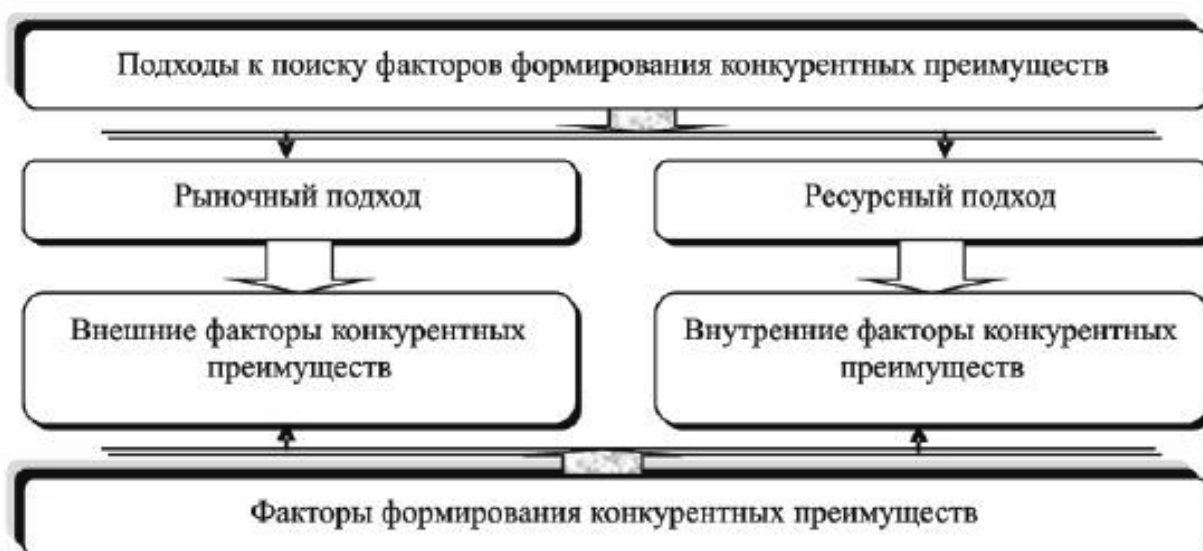 Подходы к поиску факторов формирования конкурентных преимуществ
Рыночный подход
Ресурсный подход
Внешние факторы конкурентных
преимуществ
Внутренние факторы конкурентных
преимуществ
Факторы формирования конкурентных преимуществ